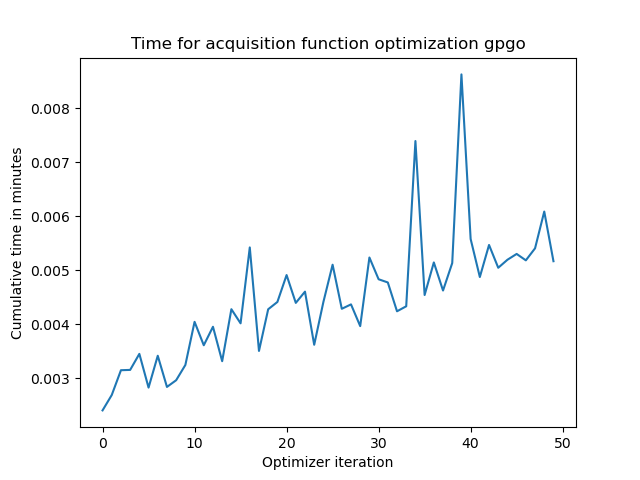 Time for acquisition function optimization gpgo
0.008
0.007
0.006
0.005
0.004
0.003
Cumulative time in minutes
0 10 20 30 40 50
Optimizer iteration